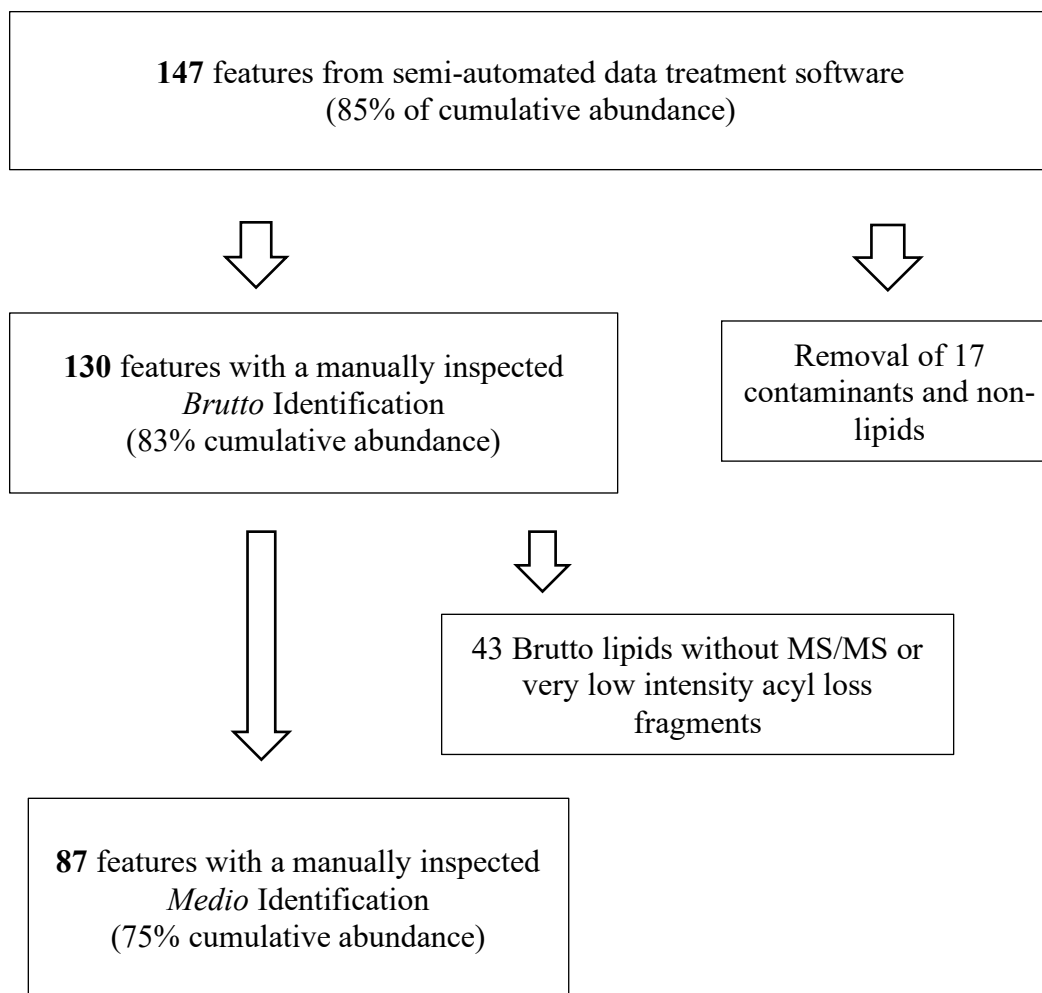 147 features from semi-automated data treatment software
(85% of cumulative abundance)
130 features with a manually inspected
Brutto Identification
(83% cumulative abundance)
Removal of 17
contaminants and non-
lipids
43 Brutto lipids without MS/MS or
very low intensity acyl loss
fragments
87 features with a manually inspected
Medio Identification
(75% cumulative abundance)